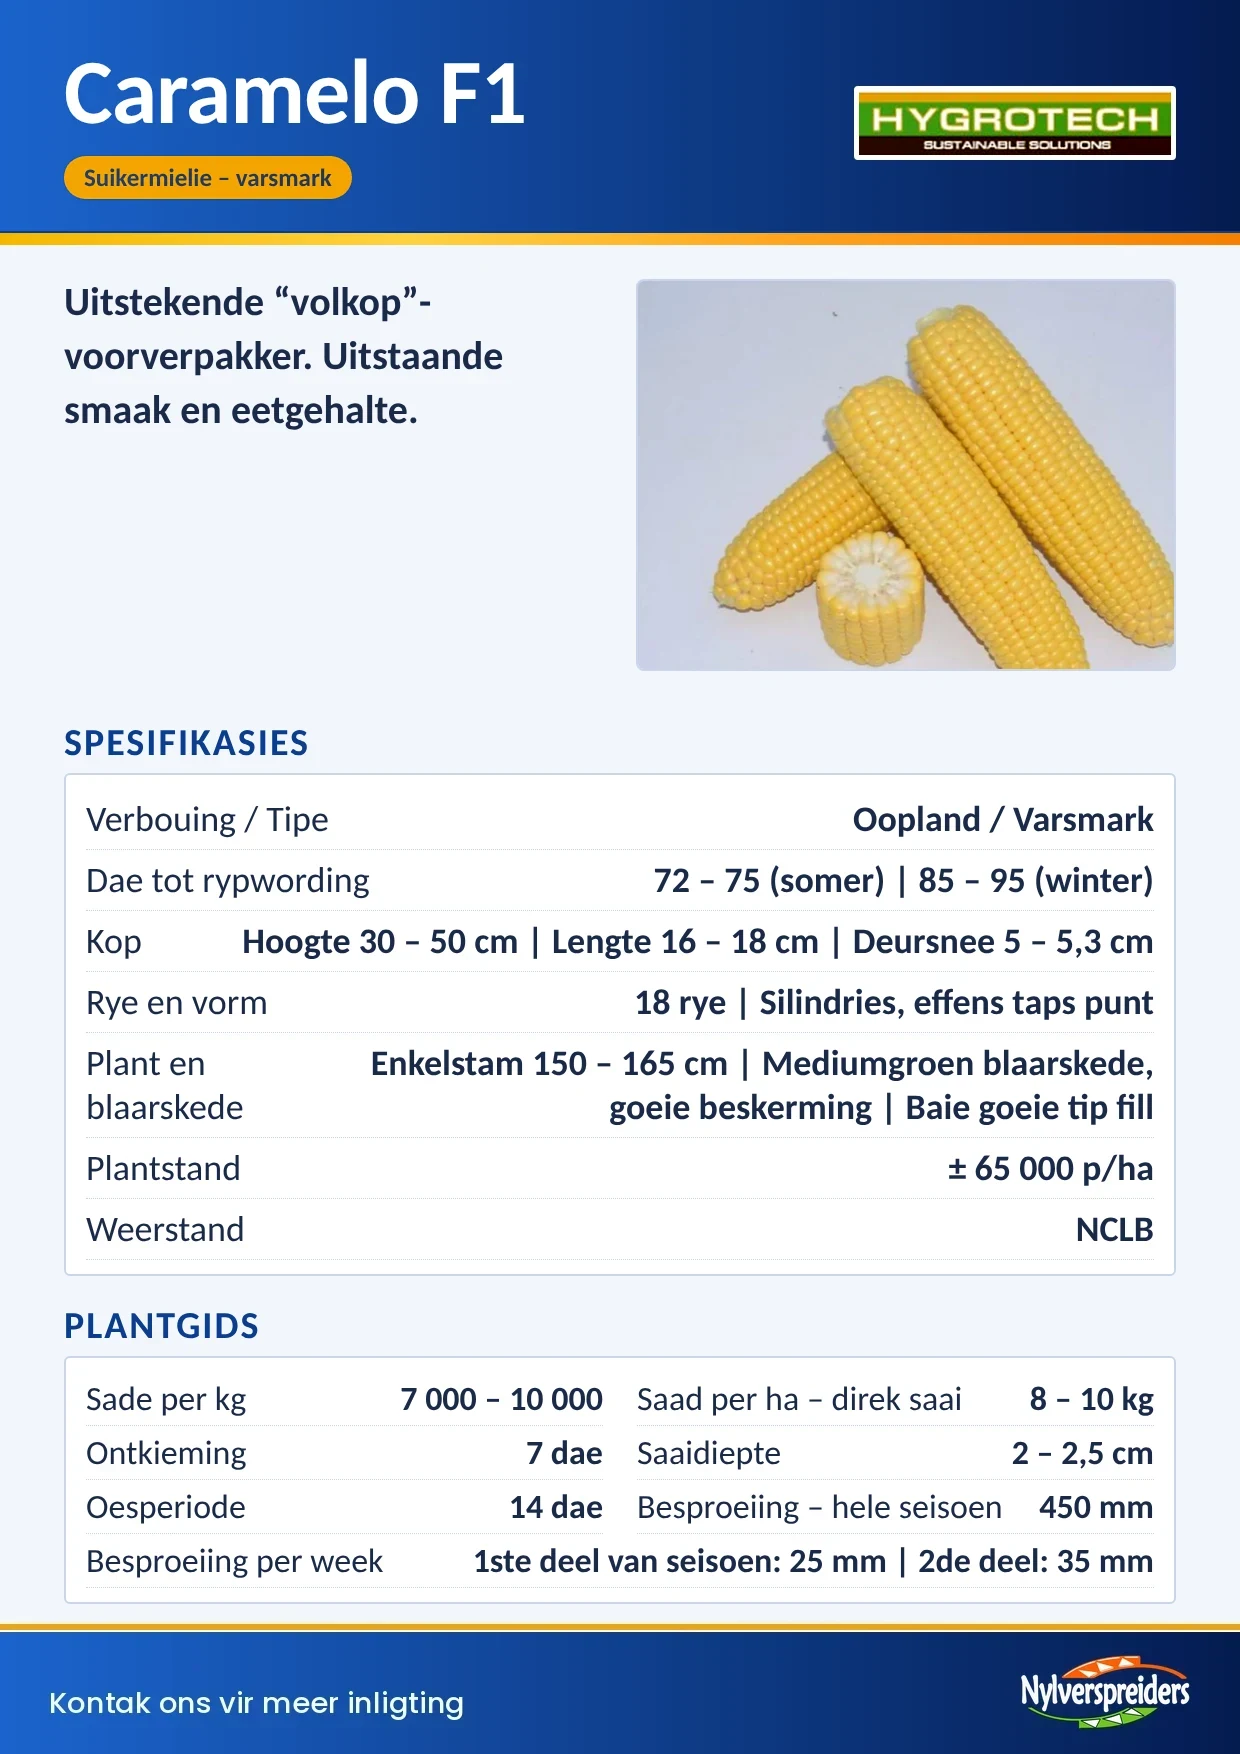 Caramelo F1
HYGROTECH
SUSTAINABLE SOLUTIONS
Suikermielie – varsmark
Uitstekende “volkop”-
voorverpakker. Uitstaande
smaak en eetgehalte.
SPESIFIKASIES
Verbouing / Tipe Oopland / Varsmark
Dae tot rypwording 72 – 75 (somer) | 85 – 95 (winter)
Kop Hoogte 30 – 50 cm | Lengte 16 – 18 cm | Deursnee 5 – 5,3 cm
Rye en vorm 18 rye | Silindries, effens taps punt
Plant en Enkelstam 150 – 165 cm | Mediumgroen blaarskede,
blaarskede goeie beskerming | Baie goeie tip fill
Plantstand ± 65 000 p/ha
Weerstand NCLB
PLANTGIDS
Sade per kg 7 000 – 10 000 Saad per ha – direk saai 8 – 10 kg
Ontkieming 7 dae Saaidiepte 2 – 2,5 cm
Oesperiode 14 dae Besproeiing – hele seisoen 450 mm
Besproeiing per week 1ste deel van seisoen: 25 mm | 2de deel: 35 mm
Kontak ons vir meer inligting
Nylverspreiders